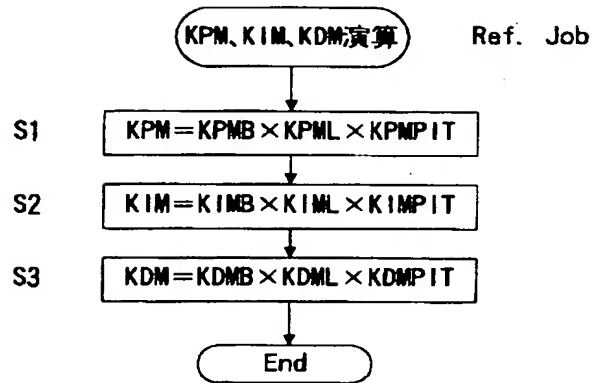 KPM、KIM、KDM演算 Ref. Job
S1 KPM=KPMB×KPML×KPMPIT
S2 KIM=KIMB×KIML×KIMPIT
S3 KDM=KDMB×KDML×KDMPIT
End